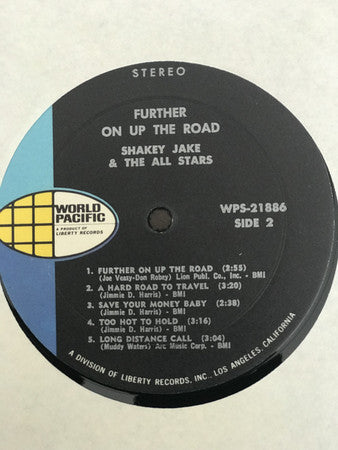 STEREO
FURTHER
ON UP THE ROAD
SHAKEY JAKE
& THE ALL STARS
WORLD
PACIFIC
A PRODUCT OF
LIBERTY RECORDS
WPS-21886
SIDE 2
1. FURTHER ON UP THE ROAD (2:55)
(Joe Veazy-Don Robey) Lion Publ. Co., Inc. - BMI
2. A HARD ROAD TO TRAVEL (3:20)
(Jimmie D. Harris) - BMI
3. SAVE YOUR MONEY BABY (2:38)
(Jimmie D. Harris) - BMI
4. TOO HOT TO HOLD (3:16)
(Jimmie D. Harris) - BMI
5. LONG DISTANCE CALL (3:04)
(Muddy Waters) Arc Music Corp. - BMI
A DIVISION OF LIBERTY RECORDS, INC., LOS ANGELES, CALIFORNIA